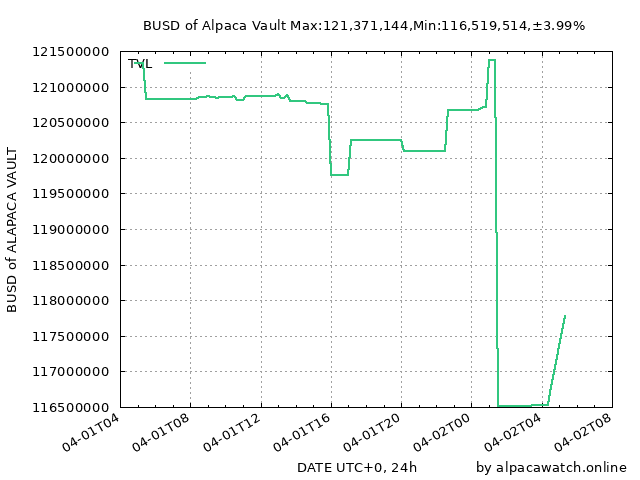 BUSD of Alpaca Vault Max:121,371,144,Min:116,519,514,±3.99%
TVL
121500000
121000000
120500000
120000000
119500000
119000000
118500000
118000000
117500000
117000000
116500000
BUSD of ALAPACA VAULT
04-01T04 04-01T08 04-01T12 04-01T16 04-01T20 04-02T00 04-02T04 04-02T08
DATE UTC+0, 24h by alpacawatch.online